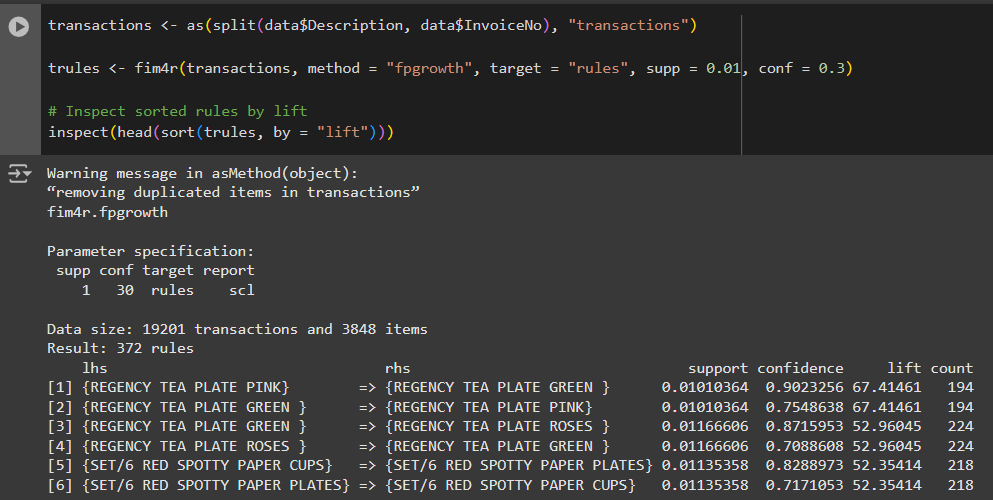 transactions <- as(split(data$Description, data$InvoiceNo), "transactions")
trules <- fim4r(transactions, method = "fpgrowth", target = "rules", supp = 0.01, conf = 0.3)
# Inspect sorted rules by lift
inspect(head(sort(trules, by = "lift")))
Warning message in asMethod(object):
“removing duplicated items in transactions”
fim4r.fpgrowth
Parameter specification:
supp conf target report
1 30 rules scl
Data size: 19201 transactions and 3848 items
Result: 372 rules
lhs rhs support confidence lift count
[1] {REGENCY TEA PLATE PINK} => {REGENCY TEA PLATE GREEN } 0.01010364 0.9023256 67.41461 194
[2] {REGENCY TEA PLATE GREEN } => {REGENCY TEA PLATE PINK} 0.01010364 0.7548638 67.41461 194
[3] {REGENCY TEA PLATE GREEN } => {REGENCY TEA PLATE ROSES } 0.01166606 0.8715953 52.96045 224
[4] {REGENCY TEA PLATE ROSES } => {REGENCY TEA PLATE GREEN } 0.01166606 0.7088608 52.96045 224
[5] {SET/6 RED SPOTTY PAPER CUPS} => {SET/6 RED SPOTTY PAPER PLATES} 0.01135358 0.8288973 52.35414 218
[6] {SET/6 RED SPOTTY PAPER PLATES} => {SET/6 RED SPOTTY PAPER CUPS} 0.01135358 0.7171053 52.35414 218